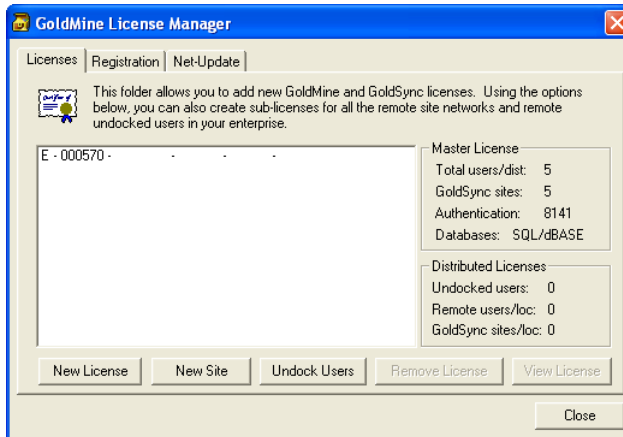 GoldMine License Manager
Licenses Registration Net-Update
This folder allows you to add new GoldMine and GoldSync licenses. Using the options
below, you can also create sub-licenses for all the remote site networks and remote
undocked users in your enterprise.
E - 000570 - - - -
Master License
Total users/dist: 5
GoldSync sites: 5
Authentication: 8141
Databases: SQL/dBASE
Distributed Licenses
Undocked users: 0
Remote users/loc: 0
GoldSync sites/loc: 0
New License New Site Undock Users Remove License View License
Close